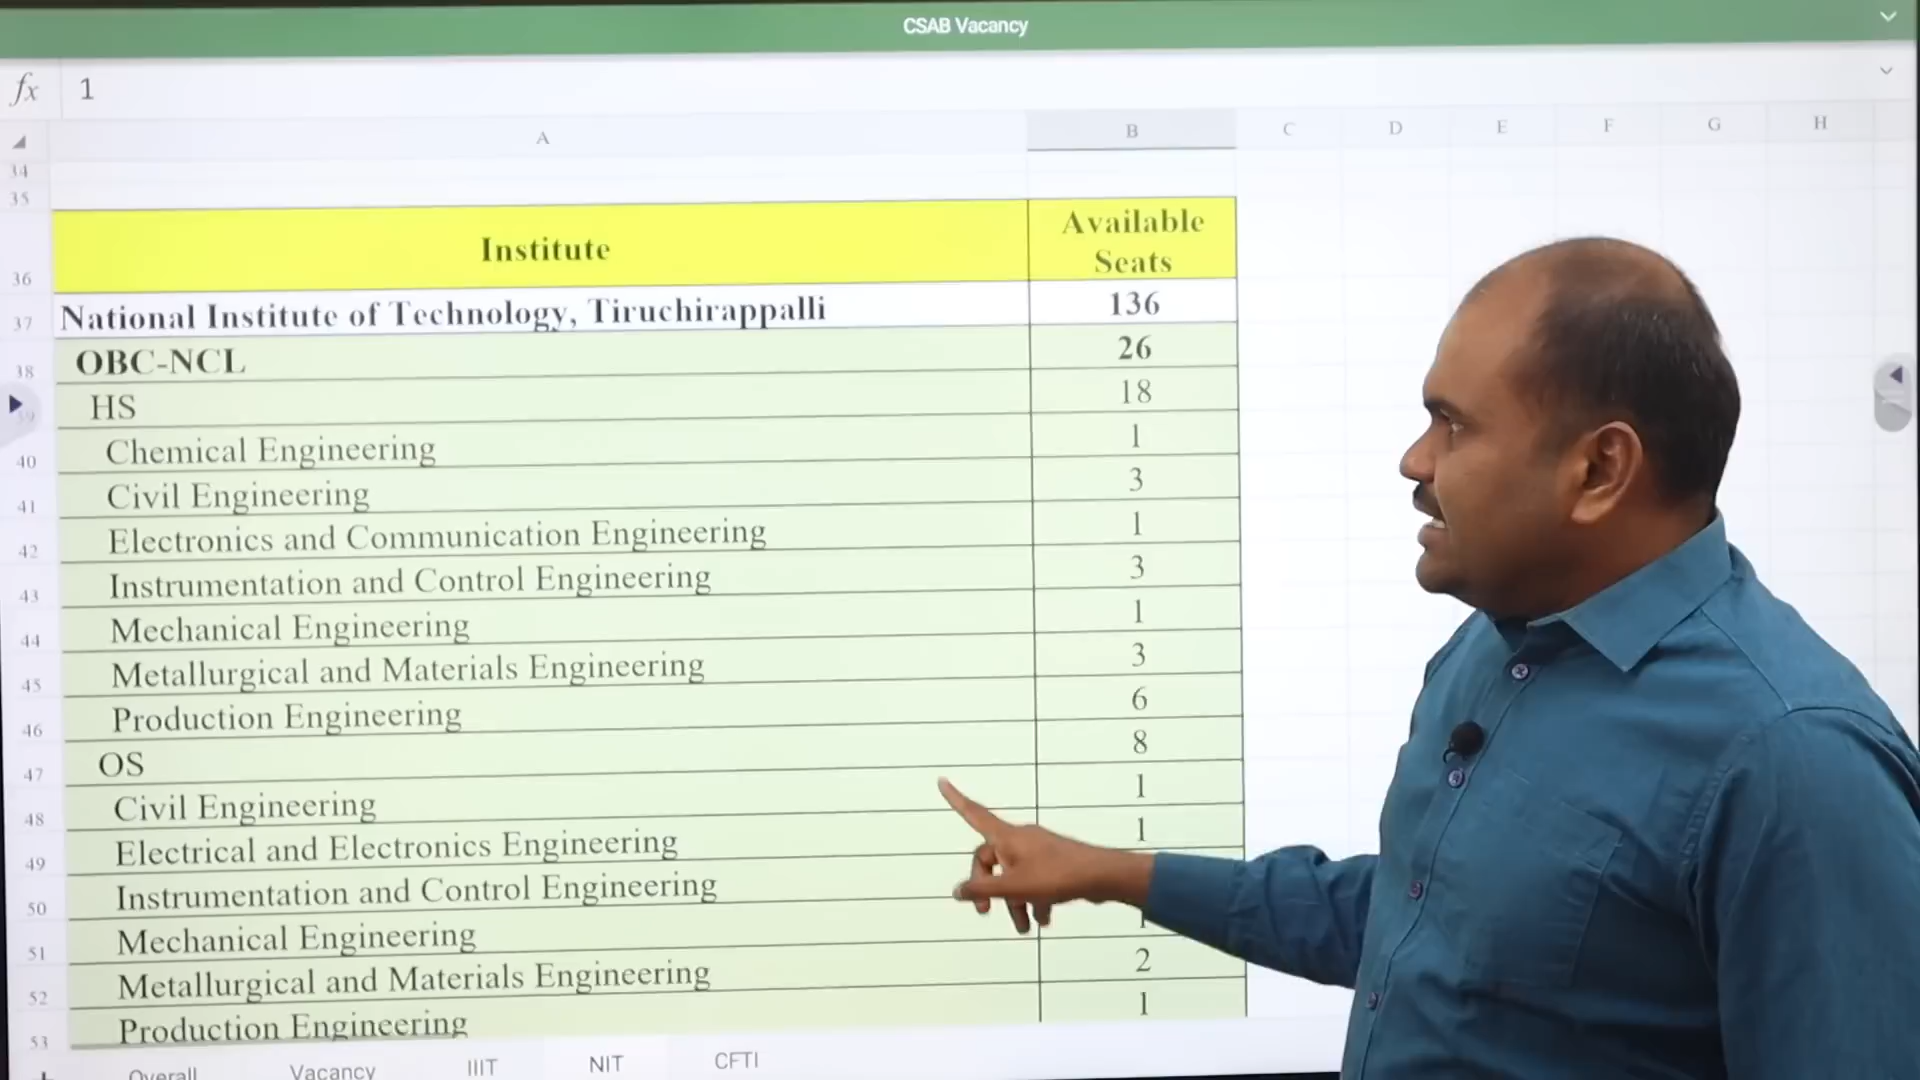 CSAB Vacancy
fx 1
A B C D E F G H
34
35
36 Institute Available Seats
37 National Institute of Technology, Tiruchirappalli 136
38 OBC-NCL 26
39 HS 18
40 Chemical Engineering 1
41 Civil Engineering 3
42 Electronics and Communication Engineering 1
43 Instrumentation and Control Engineering 3
44 Mechanical Engineering 1
45 Metallurgical and Materials Engineering 3
46 Production Engineering 6
47 OS 8
48 Civil Engineering 1
49 Electrical and Electronics Engineering 1
50 Instrumentation and Control Engineering
51 Mechanical Engineering
52 Metallurgical and Materials Engineering 2
53 Production Engineering 1
Overall Vacancy IIIT NIT CFTI